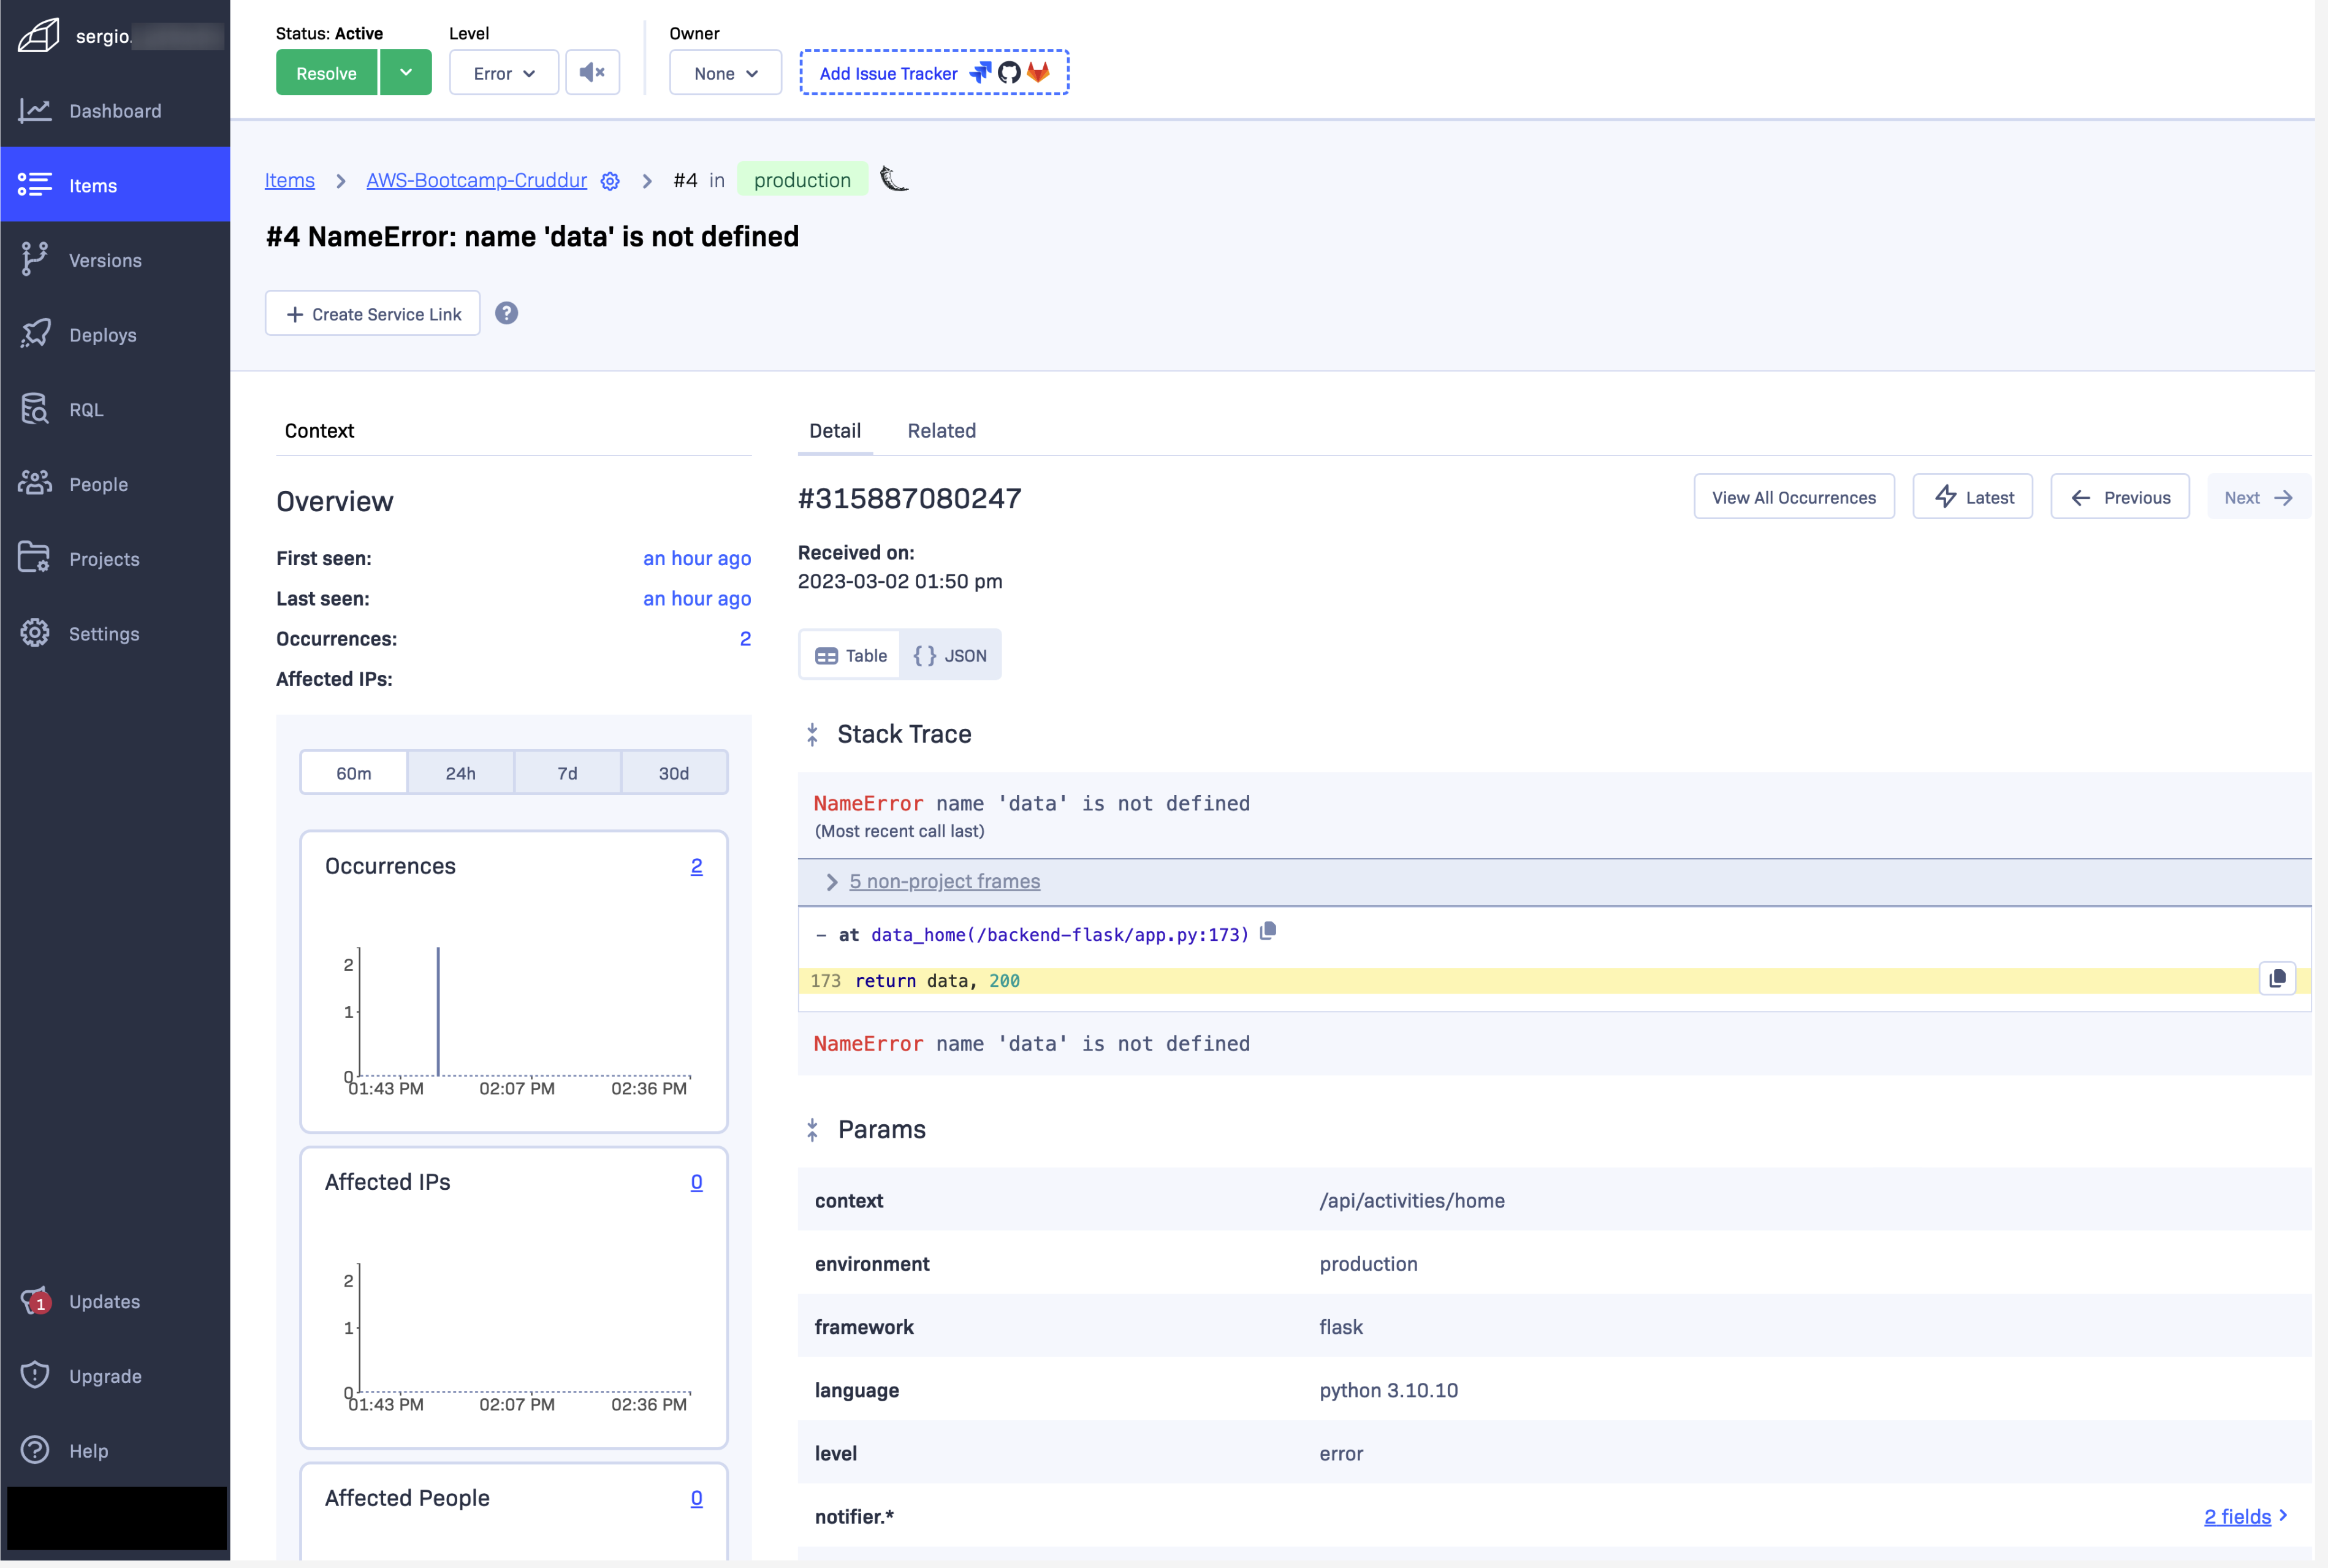 sergio.
Dashboard
Items
Versions
Deploys
RQL
People
Projects
Settings
1
Updates
Upgrade
Help
Status: Active
Resolve
Level
Error
Owner
None
Add Issue Tracker
Items > AWS-Bootcamp-Cruddur > #4 in production
#4 NameError: name 'data' is not defined
+ Create Service Link ?
Context
Overview
First seen: an hour ago
Last seen: an hour ago
Occurrences: 2
Affected IPs:
60m 24h 7d 30d
Occurrences 2
2
1
0
01:43 PM 02:07 PM 02:36 PM
Affected IPs 0
2
1
0
01:43 PM 02:07 PM 02:36 PM
Affected People 0
Detail Related
#315887080247
View All Occurrences
Latest
← Previous
Next →
Received on:
2023-03-02 01:50 pm
Table { } JSON
Stack Trace
NameError name 'data' is not defined
(Most recent call last)
> 5 non-project frames
– at data_home(/backend-flask/app.py:173)
173 return data, 200
NameError name 'data' is not defined
Params
context /api/activities/home
environment production
framework flask
language python 3.10.10
level error
notifier.* 2 fields >